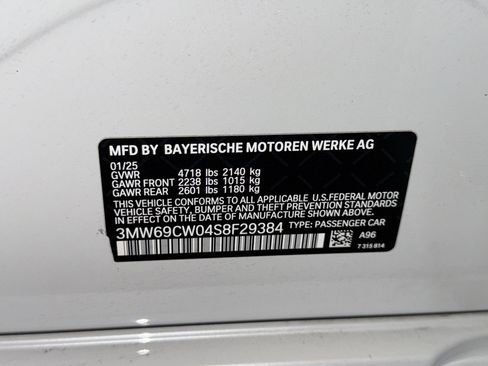 MFD BY BAYERISCHE MOTOREN WERKE AG
01/25
GVWR 4718 lbs 2140 kg
GAWR FRONT 2238 lbs 1015 kg
GAWR REAR 2601 lbs 1180 kg
THIS VEHICLE CONFORMS TO ALL APPLICABLE U.S.FEDERAL MOTOR
VEHICLE SAFETY, BUMPER, AND THEFT PREVENTION STANDARDS
IN EFFECT ON THE DATE OF MANUFACTURE SHOWN ABOVE.
3MW69CW04S8F29384 TYPE: PASSENGER CAR
A96
7 315 814